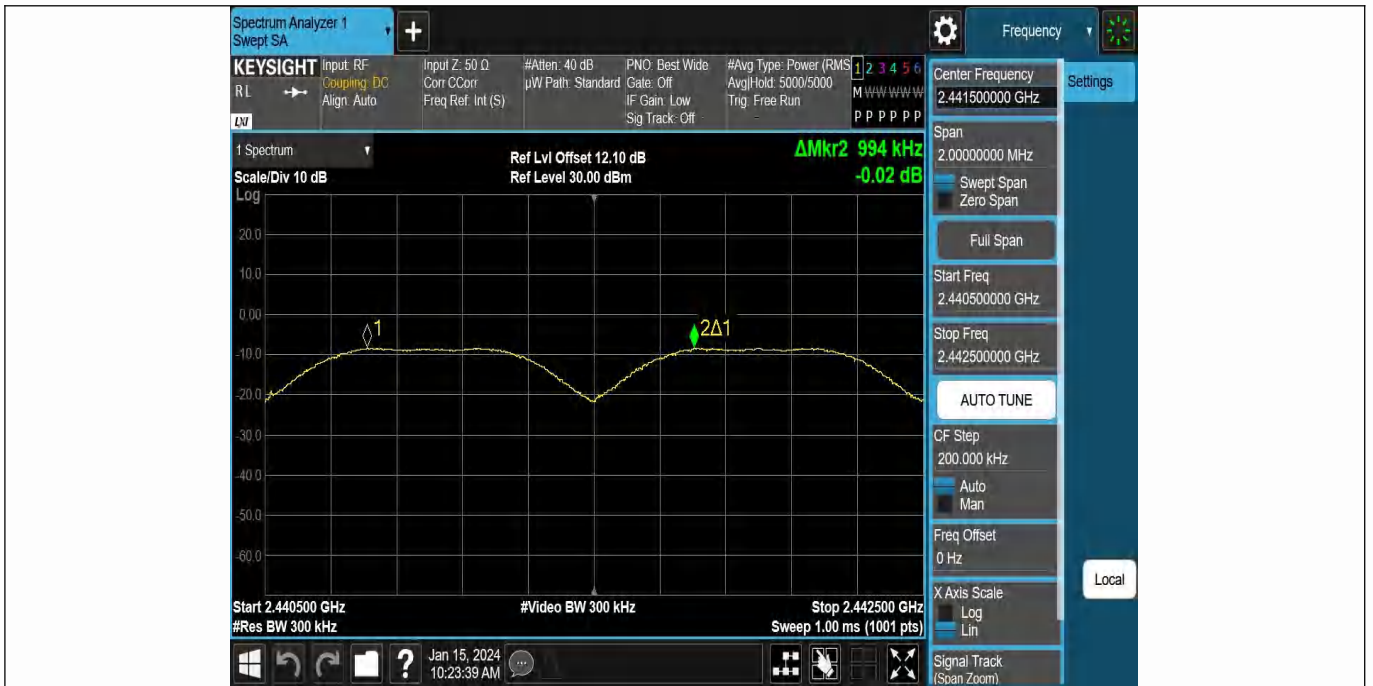 Spectrum Analyzer 1
Swept SA
+
Frequency
KEYSIGHT
RL
LXI
Input: RF
Coupling: DC
Align: Auto
Input Z: 50 Ω
Corr CCorr
Freq Ref: Int (S)
#Atten: 40 dB
µW Path: Standard
PNO: Best Wide
Gate: Off
IF Gain: Low
Sig Track: Off
#Avg Type: Power (RMS
Avg|Hold: 5000/5000
Trig: Free Run
1 2 3 4 5 6
M W W W W W
P P P P P P
1 Spectrum
Scale/Div 10 dB
Log
Ref Lvl Offset 12.10 dB
Ref Level 30.00 dBm
ΔMkr2 994 kHz
-0.02 dB
20.0
10.0
0.00
-10.0
-20.0
-30.0
-40.0
-50.0
-60.0
1
2Δ1
Start 2.440500 GHz
#Res BW 300 kHz
#Video BW 300 kHz
Stop 2.442500 GHz
Sweep 1.00 ms (1001 pts)
Center Frequency
2.441500000 GHz
Settings
Span
2.00000000 MHz
Swept Span
Zero Span
Full Span
Start Freq
2.440500000 GHz
Stop Freq
2.442500000 GHz
AUTO TUNE
CF Step
200.000 kHz
Auto
Man
Freq Offset
0 Hz
X Axis Scale
Log
Lin
Local
Signal Track
(Span Zoom)
?
Jan 15, 2024
10:23:39 AM